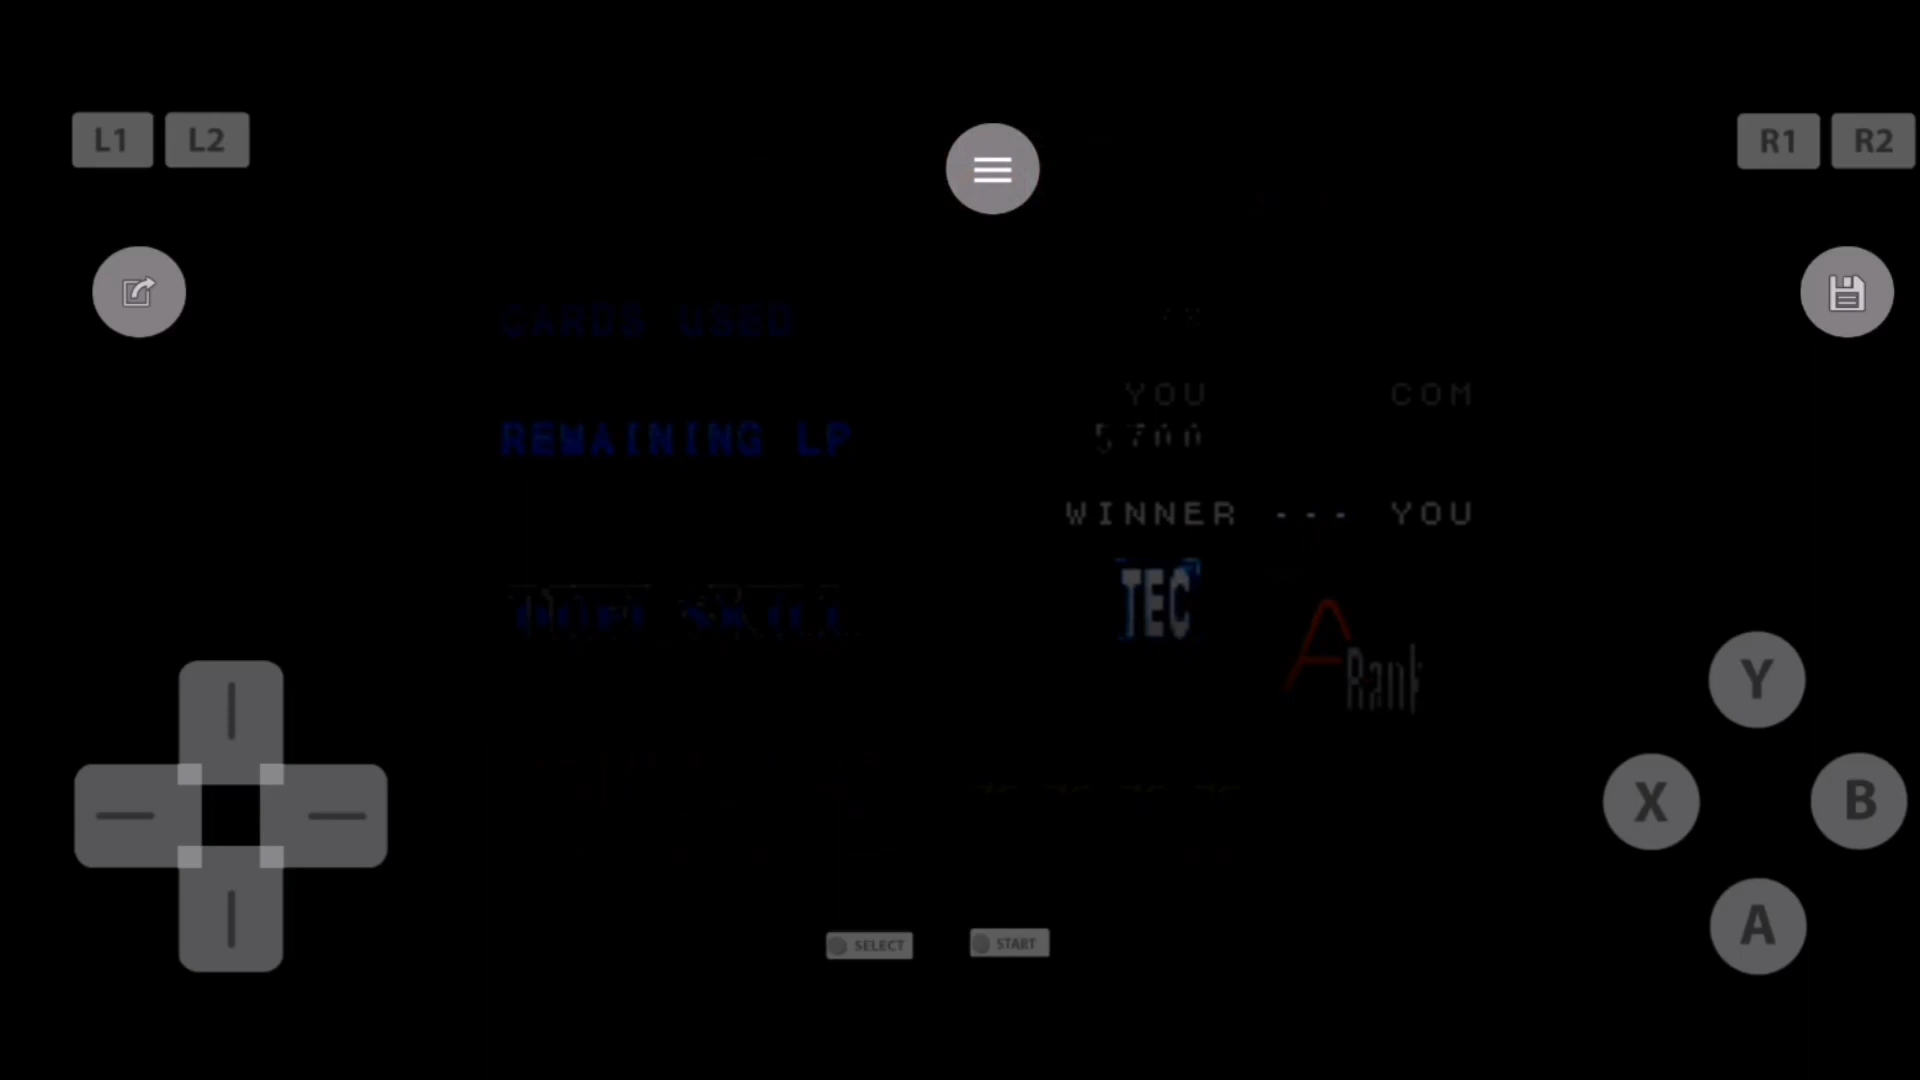 L1 L2 R1 R2
CARDS USED
YOU COM
REMAINING LP 5700
WINNER --- YOU
TEC
A Rank
Y
X B
A
SELECT START